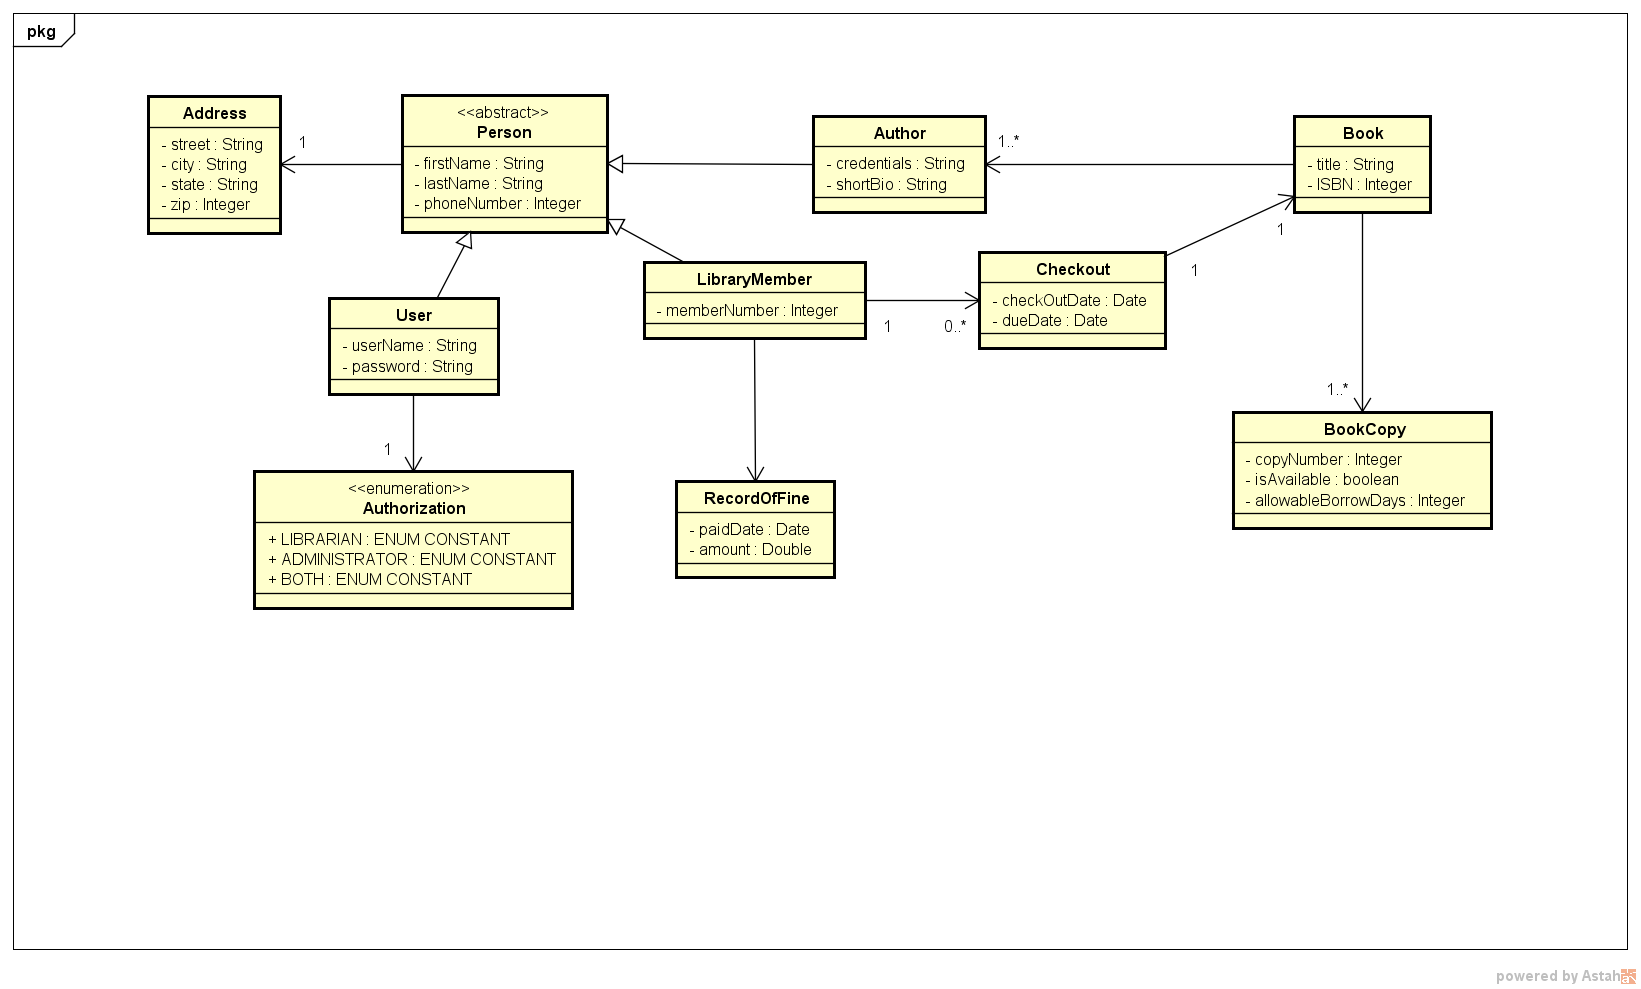 pkg
Address
- street : String
- city : String
- state : String
- zip : Integer
1
<<abstract>>
Person
- firstName : String
- lastName : String
- phoneNumber : Integer
Author
- credentials : String
- shortBio : String
1..*
Book
- title : String
- ISBN : Integer
1
1
LibraryMember
- memberNumber : Integer
1
0..*
Checkout
- checkOutDate : Date
- dueDate : Date
User
- userName : String
- password : String
1
1..*
BookCopy
- copyNumber : Integer
- isAvailable : boolean
- allowableBorrowDays : Integer
<<enumeration>>
Authorization
+ LIBRARIAN : ENUM CONSTANT
+ ADMINISTRATOR : ENUM CONSTANT
+ BOTH : ENUM CONSTANT
RecordOfFine
- paidDate : Date
- amount : Double
powered by Astah